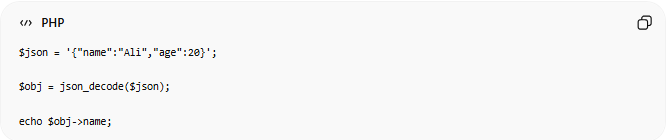 </> PHP
$json = '{"name":"Ali","age":20}';
$obj = json_decode($json);
echo $obj->name;